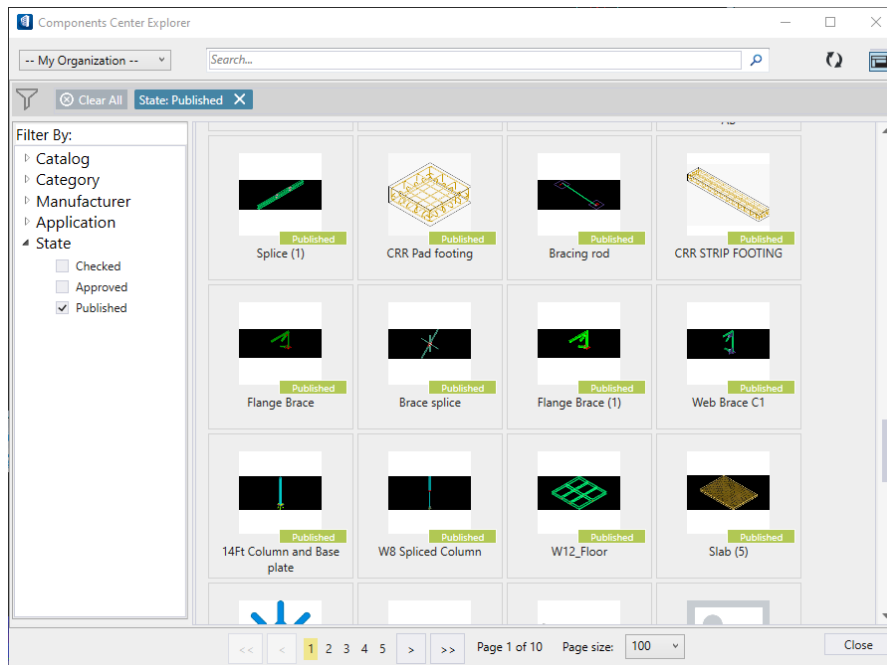 Components Center Explorer
-- My Organization --
Search...
Clear All
State: Published
Filter By:
Catalog
Category
Manufacturer
Application
State
Checked
Approved
Published
Published Published Published Published
Splice (1) CRR Pad footing Bracing rod CRR STRIP FOOTING
Published Published Published Published
Flange Brace Brace splice Flange Brace (1) Web Brace C1
Published Published Published Published
14Ft Column and Base W8 Spliced Column W12_Floor Slab (5)
plate
<< < 1 2 3 4 5 > >> Page 1 of 10 Page size: 100 Close